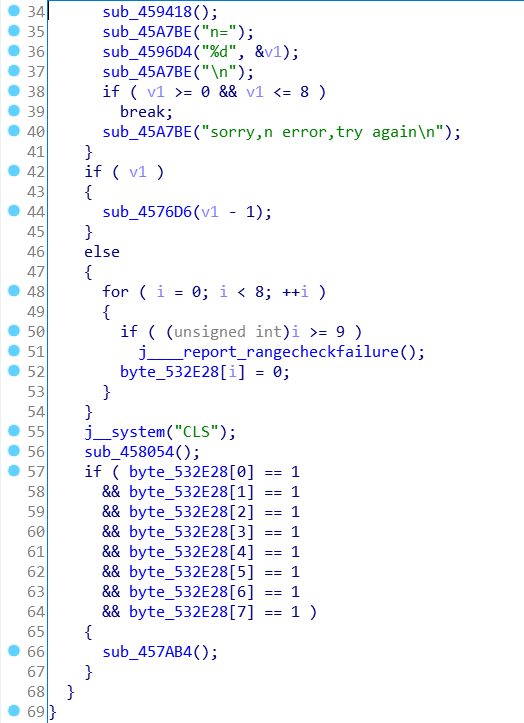 34 sub_459418();
35 sub_45A7BE("n=");
36 sub_4596D4("%d", &v1);
37 sub_45A7BE("\n");
38 if ( v1 >= 0 && v1 <= 8 )
39 break;
40 sub_45A7BE("sorry,n error,try again\n");
41 }
42 if ( v1 )
43 {
44 sub_4576D6(v1 - 1);
45 }
46 else
47 {
48 for ( i = 0; i < 8; ++i )
49 {
50 if ( (unsigned int)i >= 9 )
51 j____report_rangecheckfailure();
52 byte_532E28[i] = 0;
53 }
54 }
55 j__system("CLS");
56 sub_458054();
57 if ( byte_532E28[0] == 1
58 && byte_532E28[1] == 1
59 && byte_532E28[2] == 1
60 && byte_532E28[3] == 1
61 && byte_532E28[4] == 1
62 && byte_532E28[5] == 1
63 && byte_532E28[6] == 1
64 && byte_532E28[7] == 1 )
65 {
66 sub_457AB4();
67 }
68 }
69 }